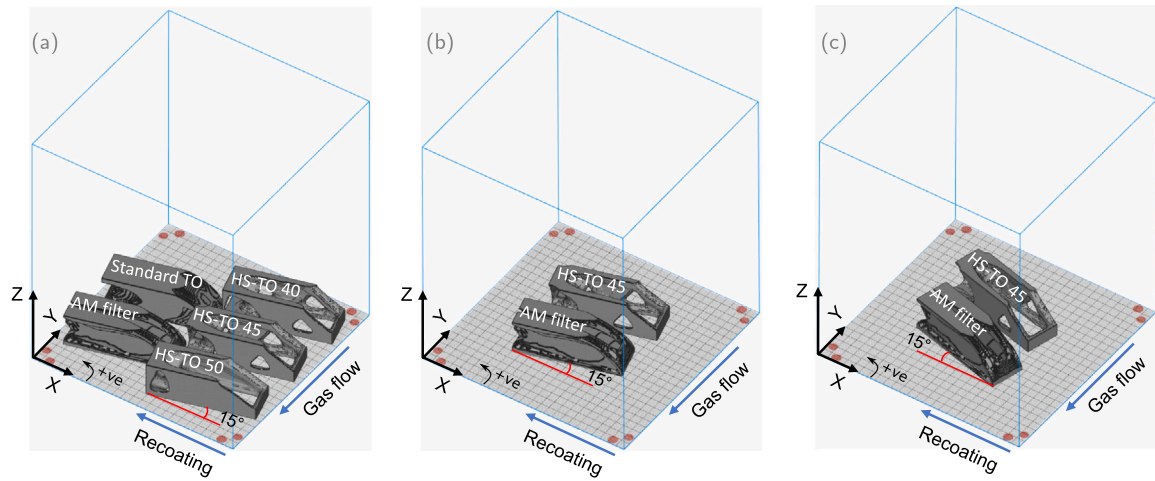 (a)
Standard TO
HS-TO 40
AM filter
HS-TO 45
HS-TO 50
Z
Y
X
+ve
15°
Gas flow
Recoating
(b)
HS-TO 45
AM filter
Z
Y
X
+ve
15°
Gas flow
Recoating
(c)
HS-TO 45
AM filter
Z
Y
X
+ve
15°
Gas flow
Recoating